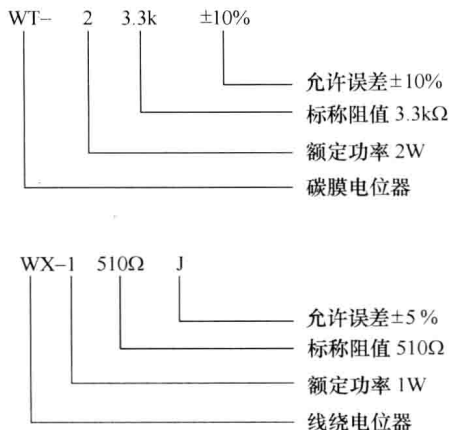 WT– 2 3.3k ±10%
允许误差±10%
标称阻值 3.3kΩ
额定功率 2W
碳膜电位器
WX–1 510Ω J
允许误差±5%
标称阻值 510Ω
额定功率 1W
线绕电位器